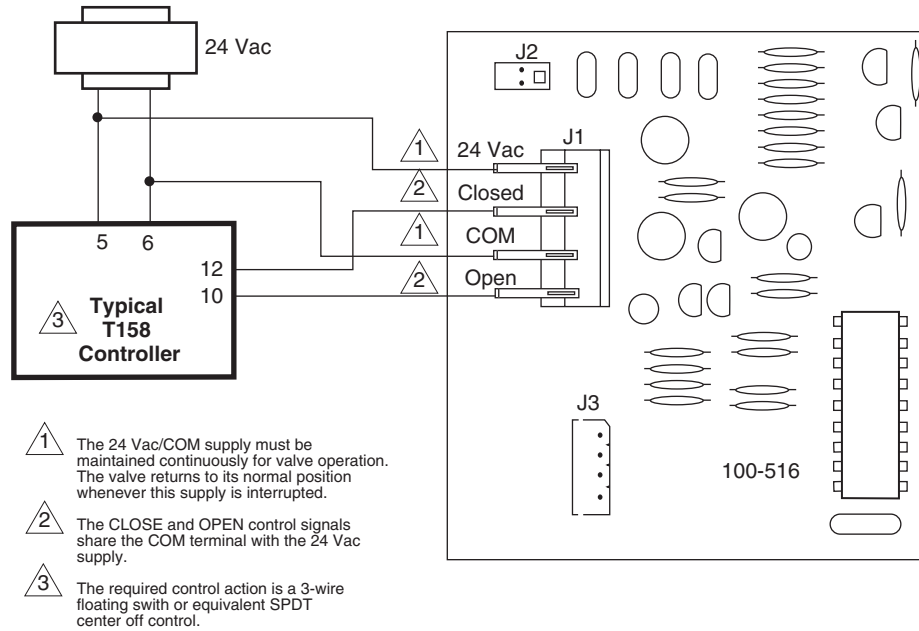 24 Vac
J2
J1
1 24 Vac
2 Closed
1 COM
2 Open
5 6
12
10
3 Typical
T158
Controller
J3
100-516
1 The 24 Vac/COM supply must be
maintained continuously for valve operation.
The valve returns to its normal position
whenever this supply is interrupted.
2 The CLOSE and OPEN control signals
share the COM terminal with the 24 Vac
supply.
3 The required control action is a 3-wire
floating swith or equivalent SPDT
center off control.